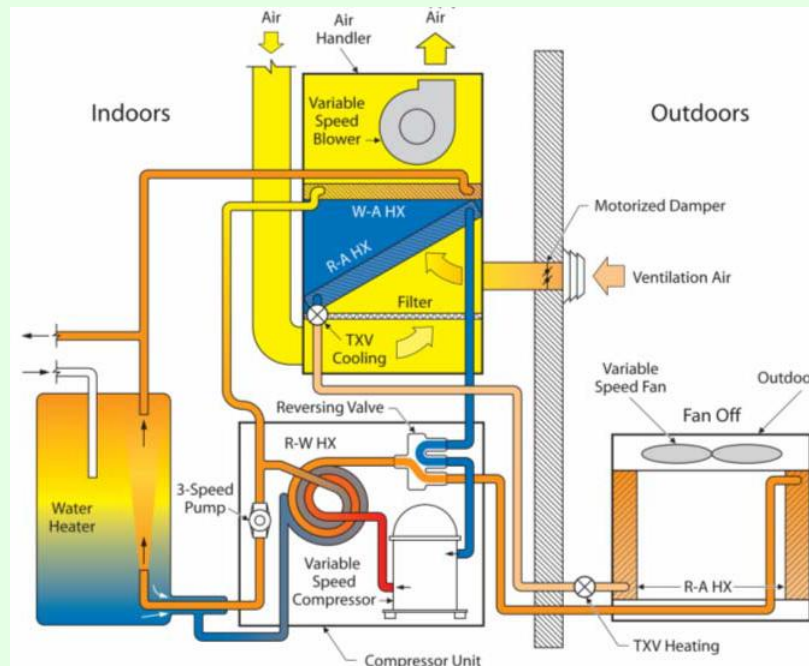 Air
Air
Handler
Air
Indoors
Variable
Speed
Blower
Outdoors
W-A HX
Motorized Damper
R-A HX
Ventilation Air
Filter
TXV
Cooling
Variable
Speed Fan
Outdoo
Reversing Valve
Fan Off
R-W HX
3-Speed
Pump
Water
Heater
Variable
Speed
Compressor
R-A HX
TXV Heating
Compressor Unit